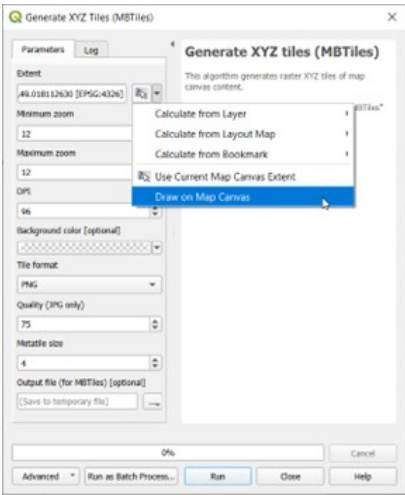 Generate XYZ Tiles (MBTiles)
Parameters
Log
Generate XYZ tiles (MBTiles)
This algorithm generates raster XYZ tiles of map
canvas content.
Extent
49.018112630 [EPSG:4326]
Calculate from Layer
Calculate from Layout Map
Calculate from Bookmark
Use Current Map Canvas Extent
Draw on Map Canvas
Minimum zoom
12
Maximum zoom
12
DPI
96
Background color [optional]
Tile format
PNG
Quality (JPG only)
75
Metatile size
4
Output file (for MBTiles) [optional]
[Save to temporary file]
...
0%
Cancel
Advanced
Run as Batch Process...
Run
Close
Help